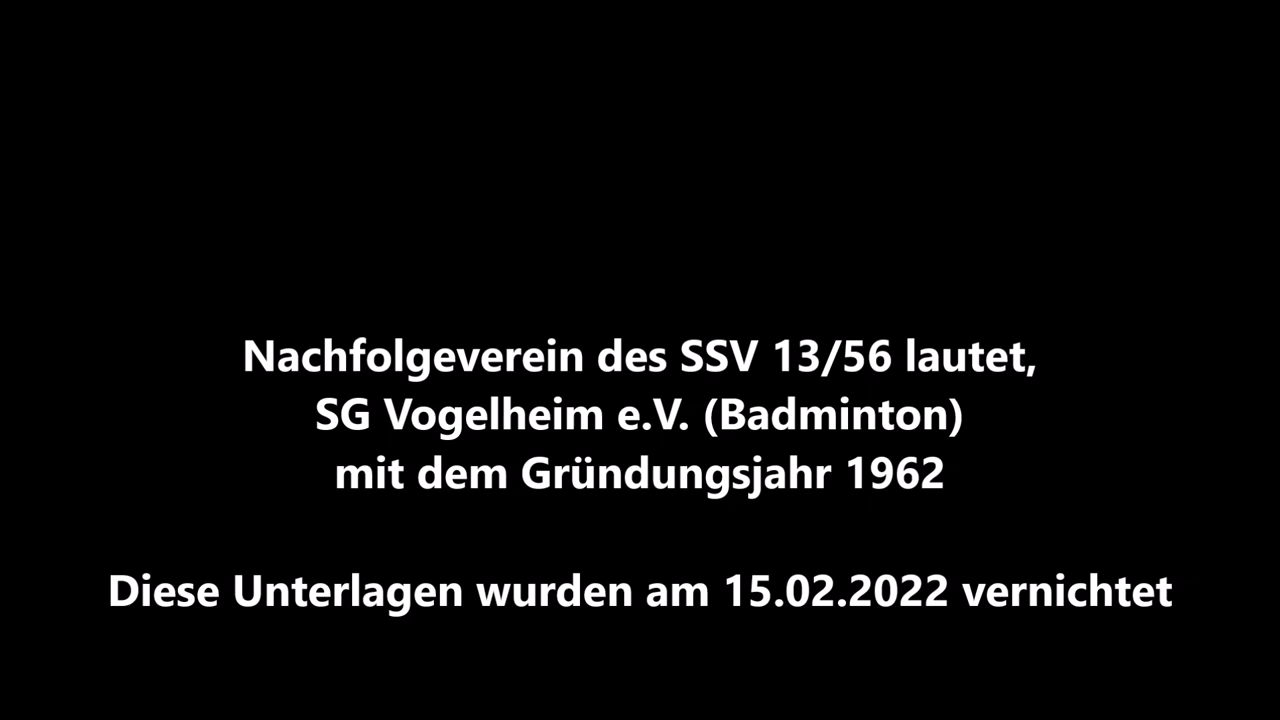 Nachfolgeverein des SSV 13/56 lautet,
SG Vogelheim e.V. (Badminton)
mit dem Gründungsjahr 1962
Diese Unterlagen wurden am 15.02.2022 vernichtet